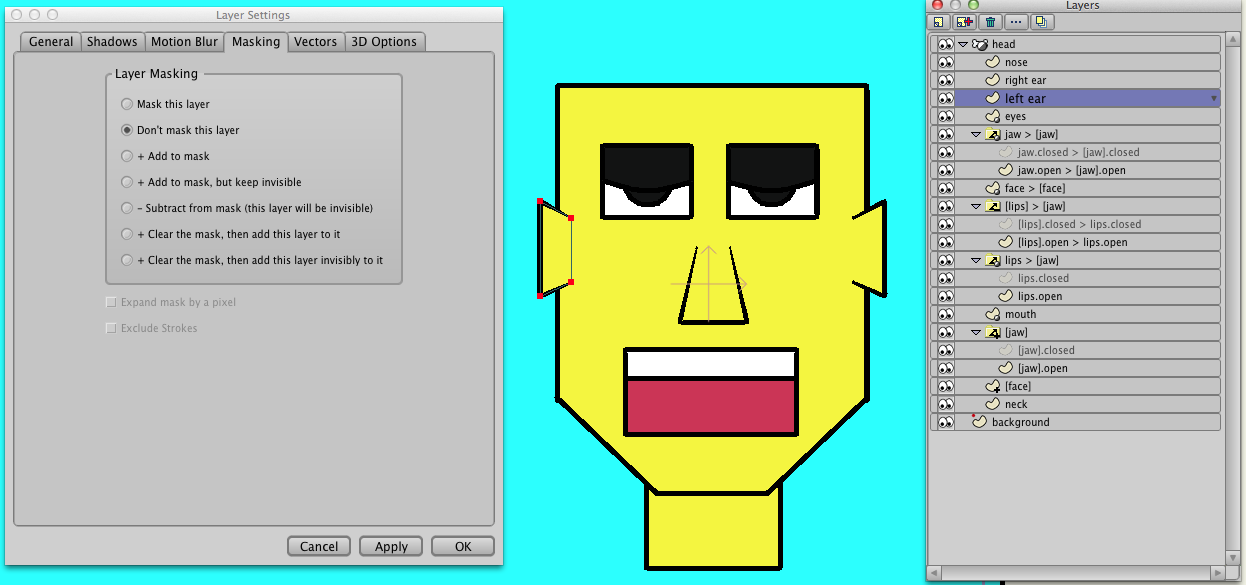 Layer Settings
General Shadows Motion Blur Masking Vectors 3D Options
Layer Masking
Mask this layer
Don't mask this layer
+ Add to mask
+ Add to mask, but keep invisible
− Subtract from mask (this layer will be invisible)
+ Clear the mask, then add this layer to it
+ Clear the mask, then add this layer invisibly to it
Expand mask by a pixel
Exclude Strokes
Cancel Apply OK
Layers
head
nose
right ear
left ear
eyes
jaw > [jaw]
jaw.closed > [jaw].closed
jaw.open > [jaw].open
face > [face]
[lips] > [jaw]
[lips].closed > lips.closed
[lips].open > lips.open
lips > [jaw]
lips.closed
lips.open
mouth
[jaw]
[jaw].closed
[jaw].open
[face]
neck
background